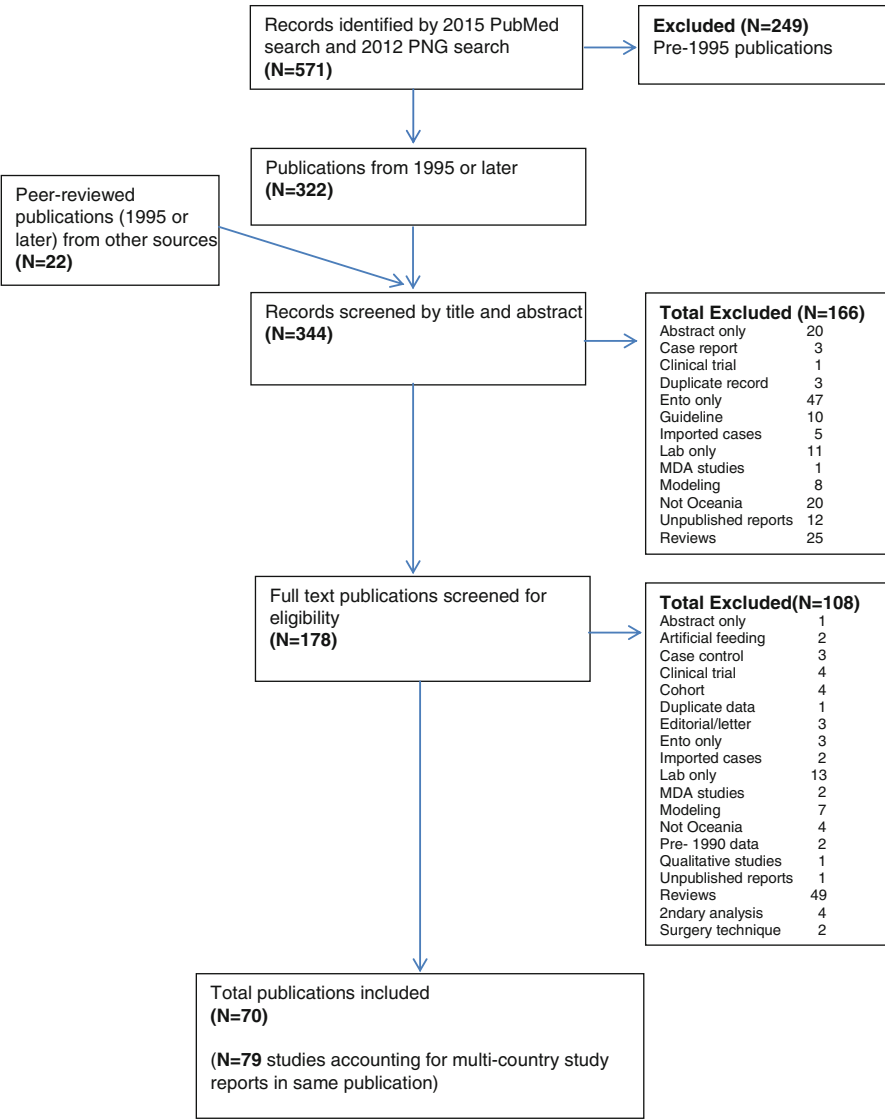 Records identified by 2015 PubMed
search and 2012 PNG search
(N=571)
Excluded (N=249)
Pre-1995 publications
Publications from 1995 or later
(N=322)
Peer-reviewed
publications (1995 or
later) from other sources
(N=22)
Records screened by title and abstract
(N=344)
Total Excluded (N=166)
Abstract only 20
Case report 3
Clinical trial 1
Duplicate record 3
Ento only 47
Guideline 10
Imported cases 5
Lab only 11
MDA studies 1
Modeling 8
Not Oceania 20
Unpublished reports 12
Reviews 25
Full text publications screened for
eligibility
(N=178)
Total Excluded(N=108)
Abstract only 1
Artificial feeding 2
Case control 3
Clinical trial 4
Cohort 4
Duplicate data 1
Editorial/letter 3
Ento only 3
Imported cases 2
Lab only 13
MDA studies 2
Modeling 7
Not Oceania 4
Pre- 1990 data 2
Qualitative studies 1
Unpublished reports 1
Reviews 49
2ndary analysis 4
Surgery technique 2
Total publications included
(N=70)
(N=79 studies accounting for multi-country study
reports in same publication)